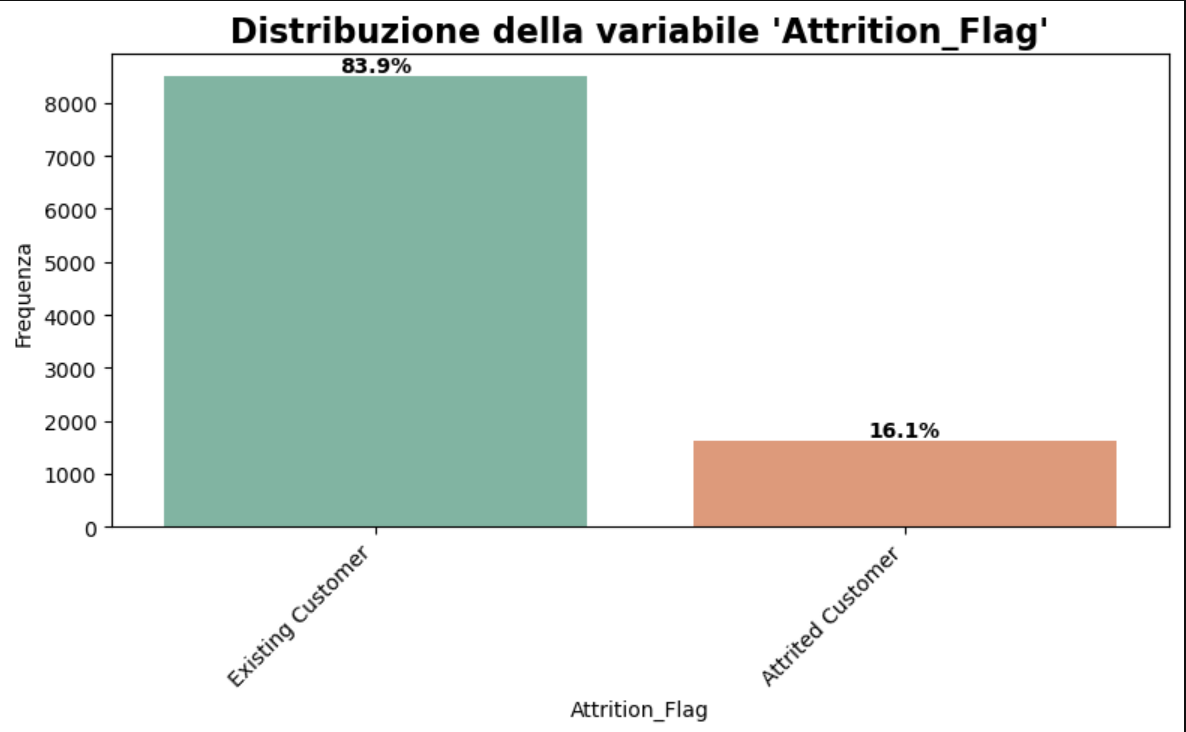 Distribuzione della variabile 'Attrition_Flag'
83.9%
8000
7000
6000
5000
4000
3000
2000
1000
0
Frequenza
16.1%
Existing Customer
Attrited Customer
Attrition_Flag